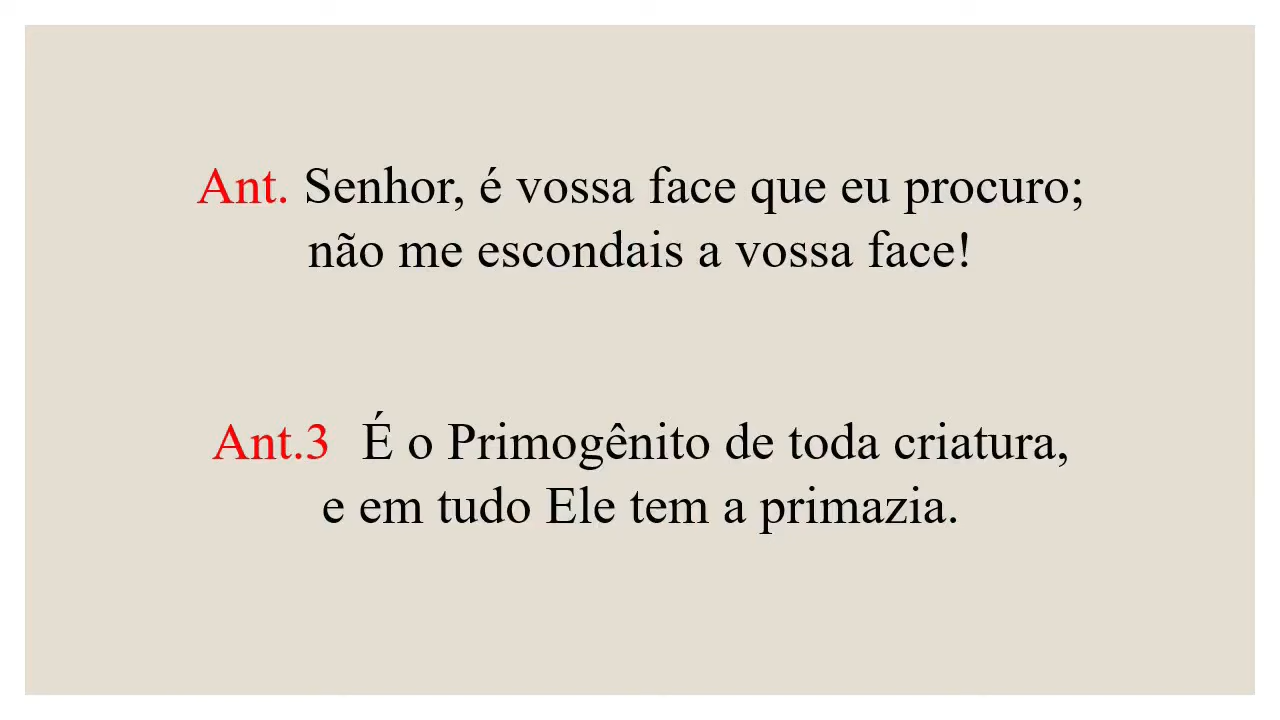 Ant. Senhor, é vossa face que eu procuro;
não me escondais a vossa face!
Ant.3 É o Primogênito de toda criatura,
e em tudo Ele tem a primazia.